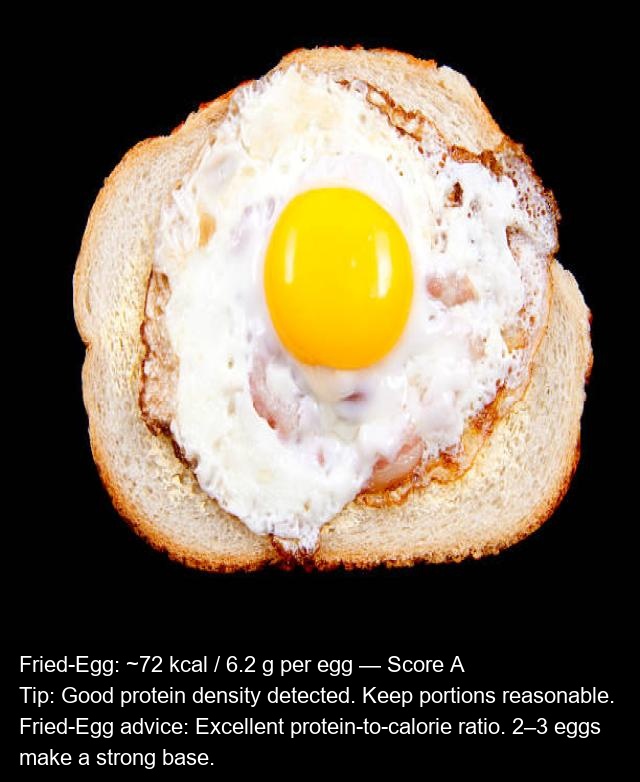 Fried-Egg: ~72 kcal / 6.2 g per egg — Score A
Tip: Good protein density detected. Keep portions reasonable.
Fried-Egg advice: Excellent protein-to-calorie ratio. 2–3 eggs
make a strong base.